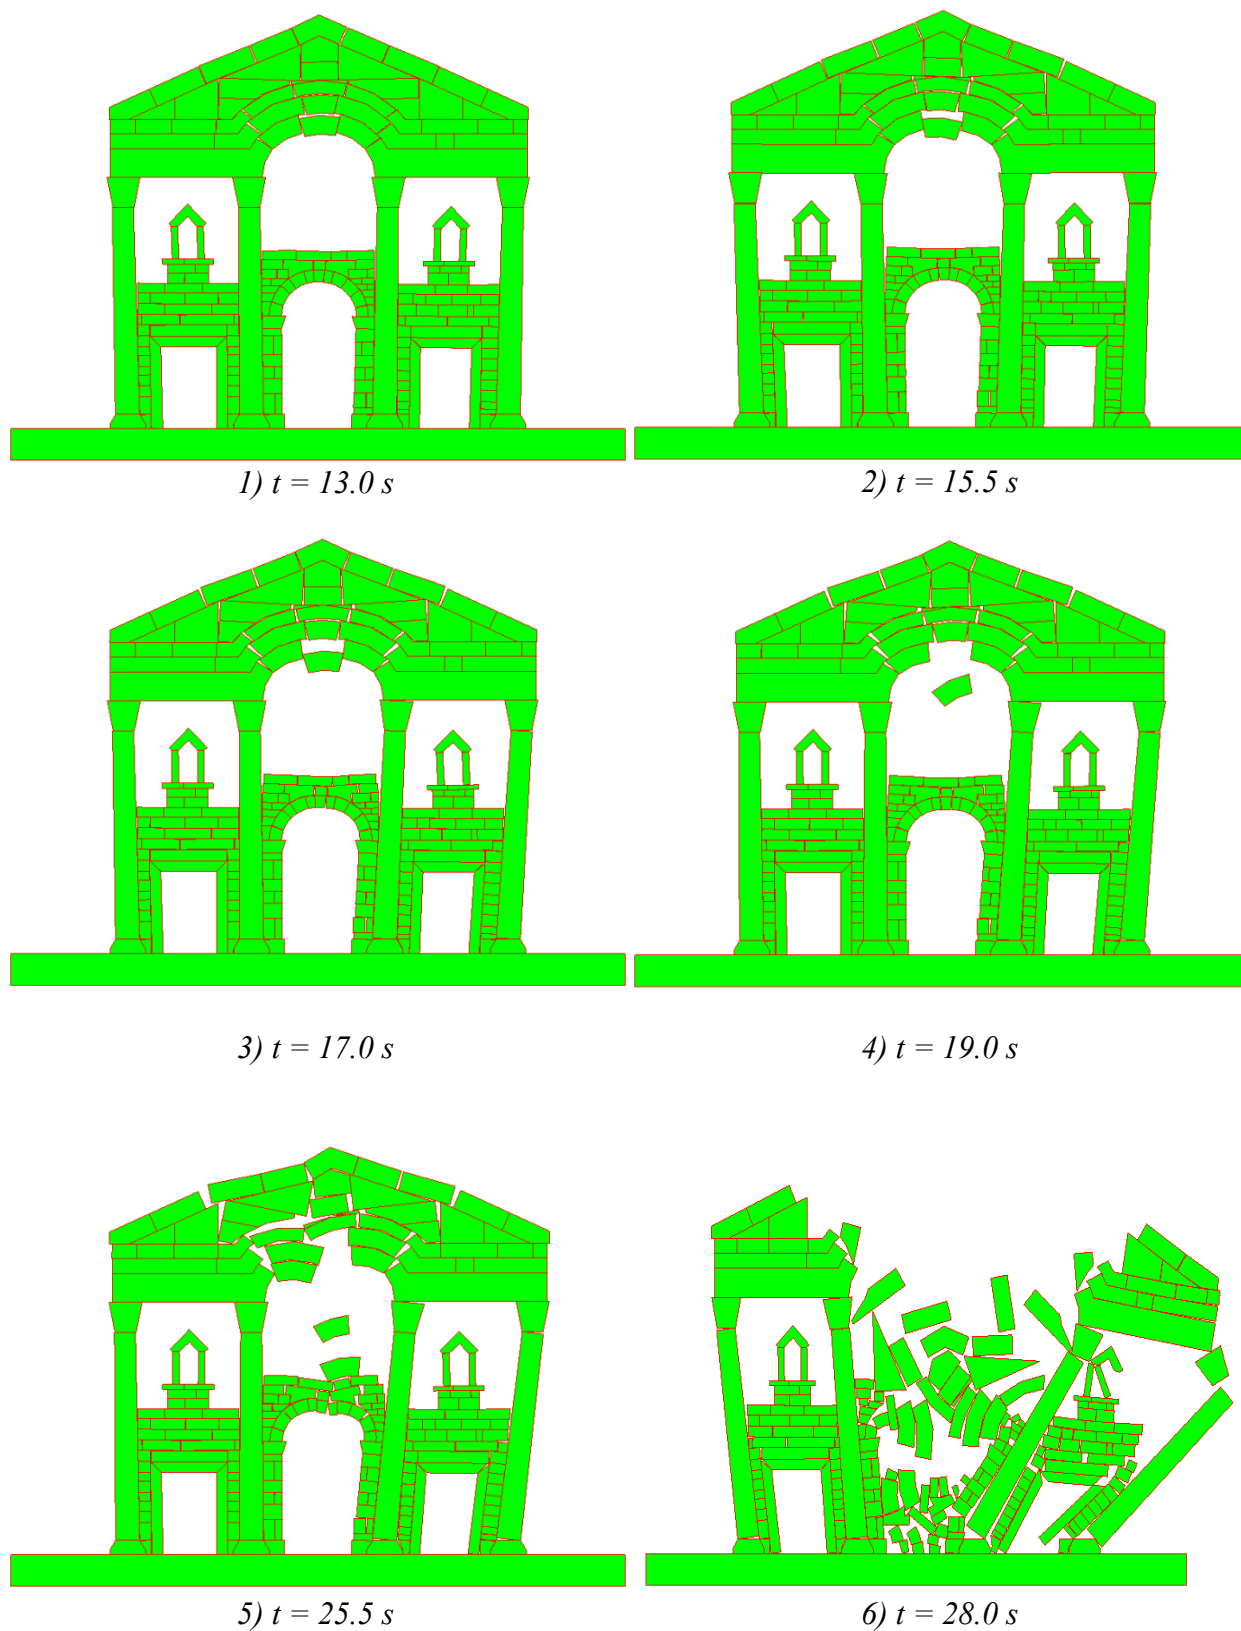 1) t = 13.0 s
2) t = 15.5 s
3) t = 17.0 s
4) t = 19.0 s
5) t = 25.5 s
6) t = 28.0 s